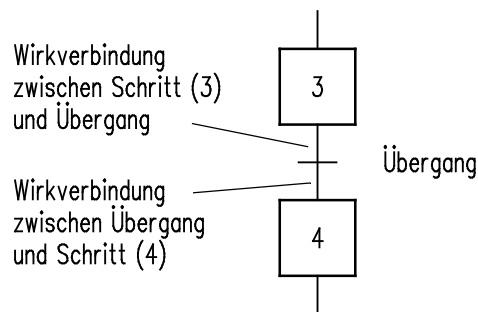 Wirkverbindung
zwischen Schritt (3)
und Übergang
3
Übergang
Wirkverbindung
zwischen Übergang
und Schritt (4)
4